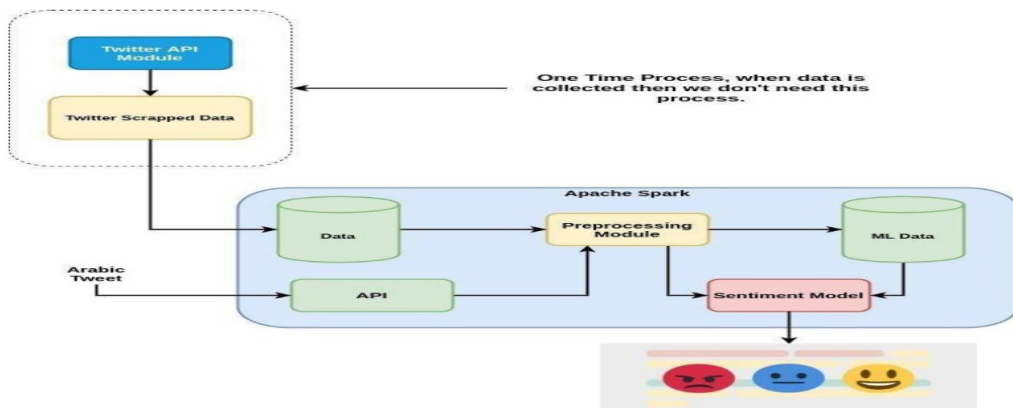 Twitter API
Module
Twitter Scrapped Data
One Time Process, when data is
collected then we don't need this
process.
Apache Spark
Data
Preprocessing
Module
ML Data
Arabic
Tweet
API
Sentiment Model